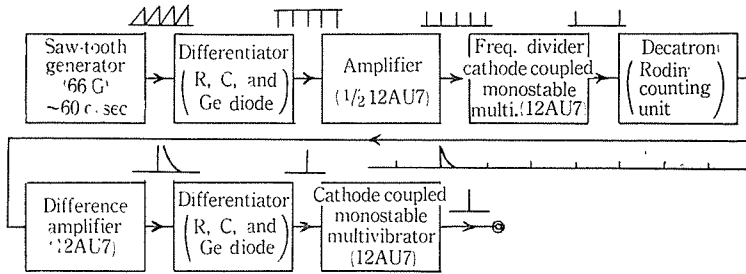 Saw-tooth
generator
(66 G)
~60 c. sec
Differentiator
(R, C, and
Ge diode)
Amplifier
(1/2 12AU7)
Freq. divider
cathode coupled
monostable
multi.(12AU7)
Decatron
(Rodin
counting
unit)
Difference
amplifier
(12AU7)
Differentiator
(R, C, and
Ge diode)
Cathode coupled
monostable
multivibrator
(12AU7)